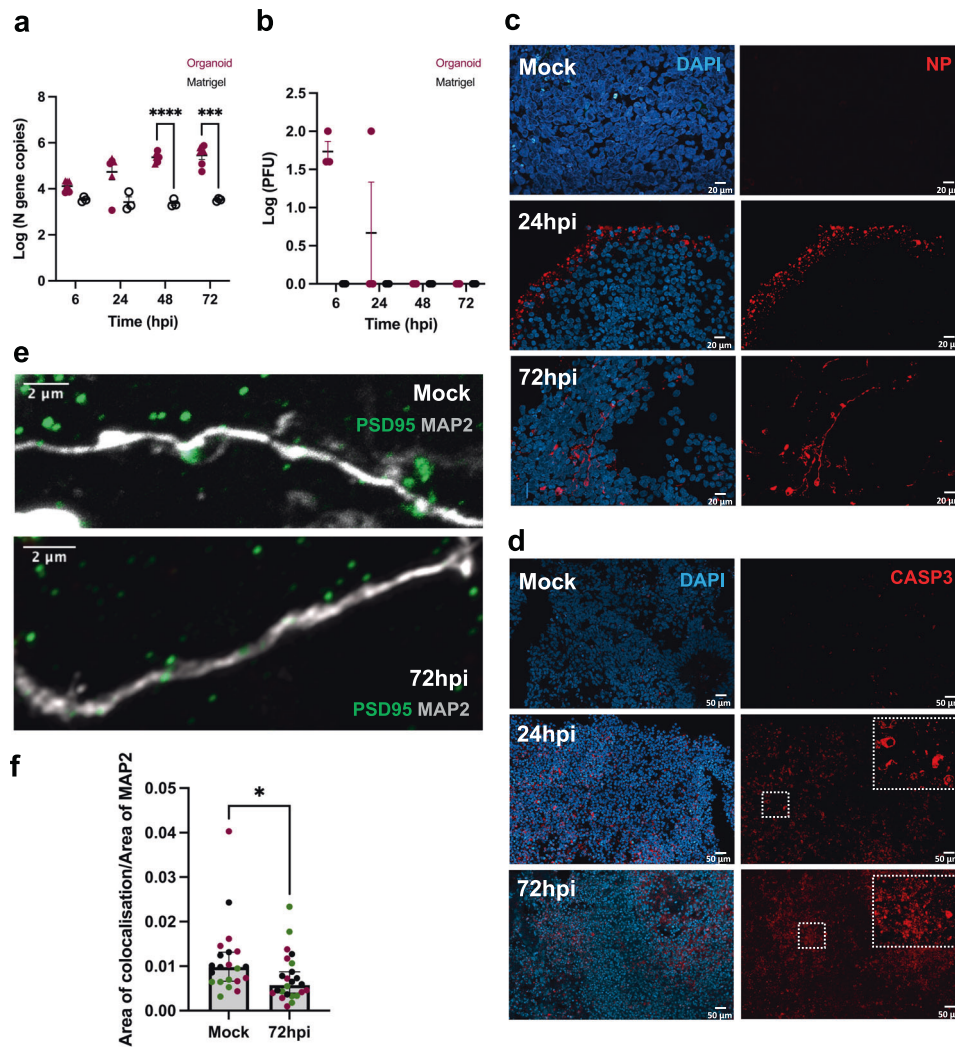 a
Organoid
Matrigel
****
***
Log (N gene copies)
8
6
4
2
0
6 24 48 72
Time (hpi)
b
Organoid
Matrigel
Log (PFU)
2.5
2.0
1.5
1.0
0.5
0.0
6 24 48 72
Time (hpi)
c
Mock DAPI NP
20 µm 20 µm
24hpi
20 µm 20 µm
72hpi
20 µm 20 µm
d
Mock DAPI CASP3
50 µm 50 µm
24hpi
50 µm 50 µm
72hpi
50 µm 50 µm
e
2 µm Mock
PSD95 MAP2
2 µm
72hpi
PSD95 MAP2
f
Area of colocalisation/Area of MAP2
*
0.05
0.04
0.03
0.02
0.01
0.00
Mock 72hpi